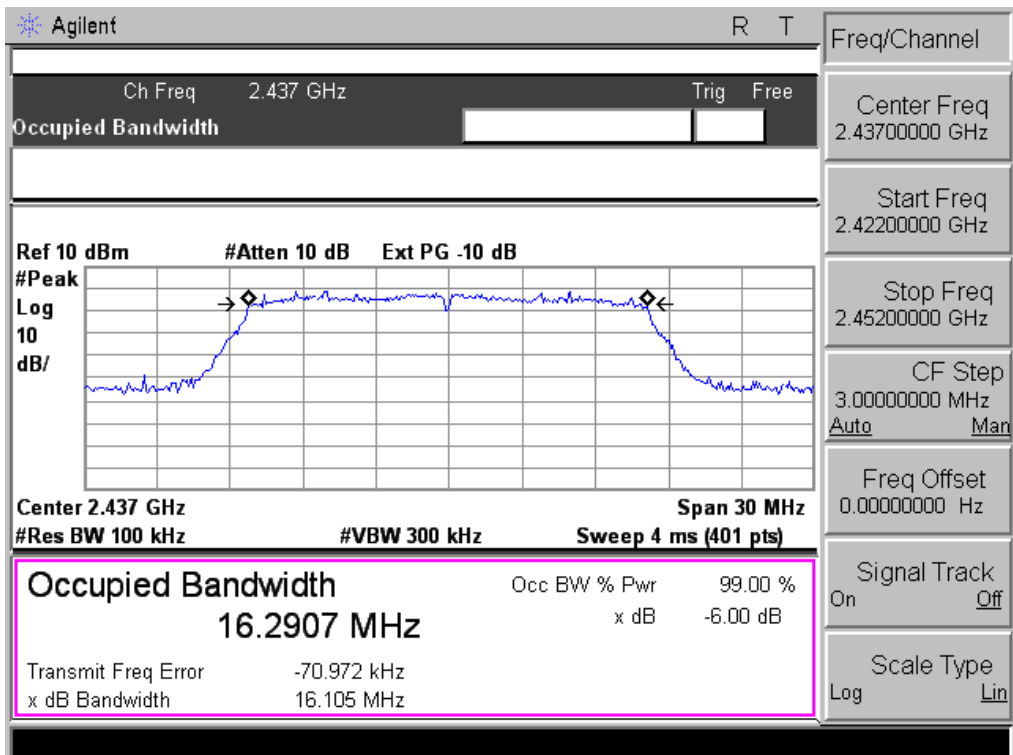 Agilent R T
Freq/Channel
Ch Freq 2.437 GHz Trig Free
Occupied Bandwidth
Center Freq
2.43700000 GHz
Start Freq
2.42200000 GHz
Ref 10 dBm #Atten 10 dB Ext PG -10 dB
#Peak
Log
10
dB/
Stop Freq
2.45200000 GHz
CF Step
3.00000000 MHz
Auto Man
Center 2.437 GHz Span 30 MHz
#Res BW 100 kHz #VBW 300 kHz Sweep 4 ms (401 pts)
Freq Offset
0.00000000 Hz
Occupied Bandwidth Occ BW % Pwr 99.00 %
16.2907 MHz x dB -6.00 dB
Transmit Freq Error -70.972 kHz
x dB Bandwidth 16.105 MHz
Signal Track
On Off
Scale Type
Log Lin